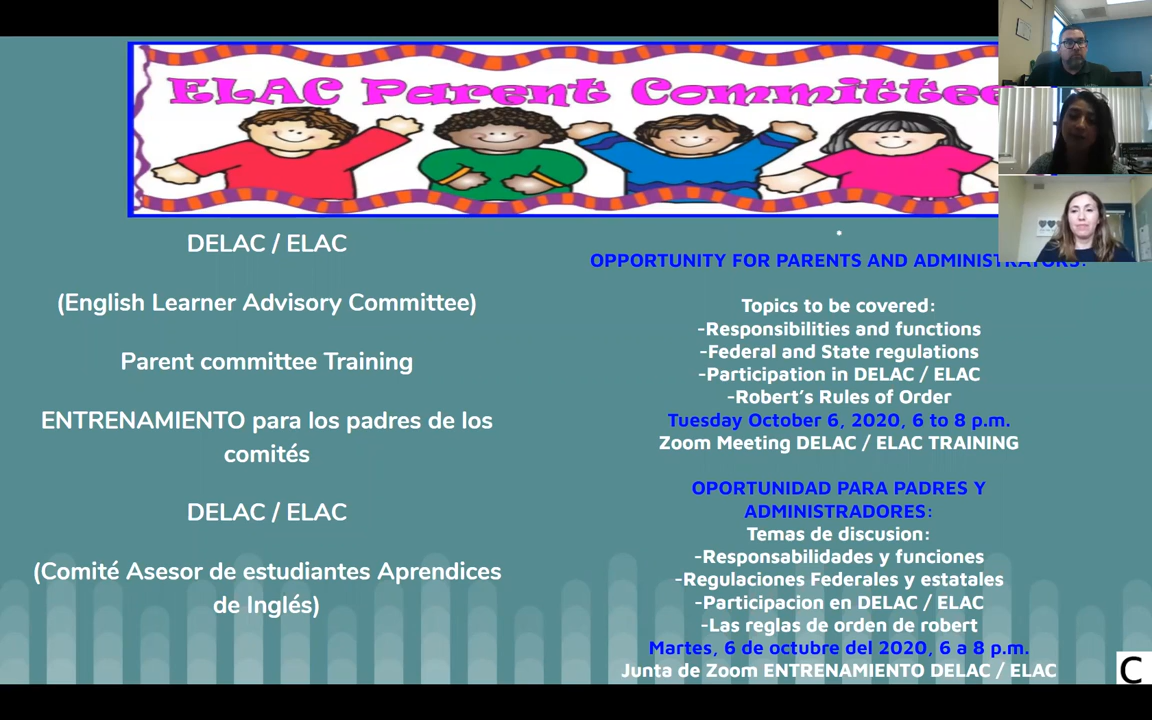 ELAC Parent Committee
DELAC / ELAC
(English Learner Advisory Committee)
Parent committee Training
ENTRENAMIENTO para los padres de los
comités
DELAC / ELAC
(Comité Asesor de estudiantes Aprendices
de Inglés)
*
OPPORTUNITY FOR PARENTS AND ADMINISTRATORS:
Topics to be covered:
-Responsibilities and functions
-Federal and State regulations
-Participation in DELAC / ELAC
-Robert's Rules of Order
Tuesday October 6, 2020, 6 to 8 p.m.
Zoom Meeting DELAC / ELAC TRAINING
OPORTUNIDAD PARA PADRES Y
ADMINISTRADORES:
Temas de discusion:
-Responsabilidades y funciones
-Regulaciones Federales y estatales
-Participacion en DELAC / ELAC
-Las reglas de orden de robert
Martes, 6 de octubre del 2020, 6 a 8 p.m.
Junta de Zoom ENTRENAMIENTO DELAC / ELAC
C